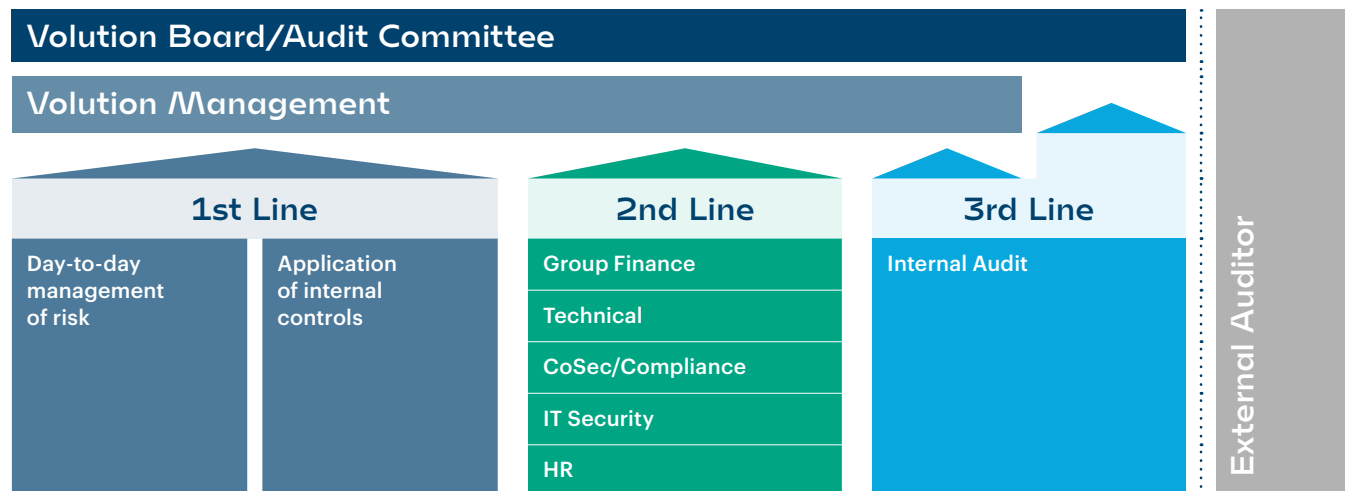 Volution Board/Audit Committee
Volution Management
1st Line
Day-to-day
management
of risk
Application
of internal
controls
2nd Line
Group Finance
Technical
CoSec/Compliance
IT Security
HR
3rd Line
Internal Audit
External Auditor